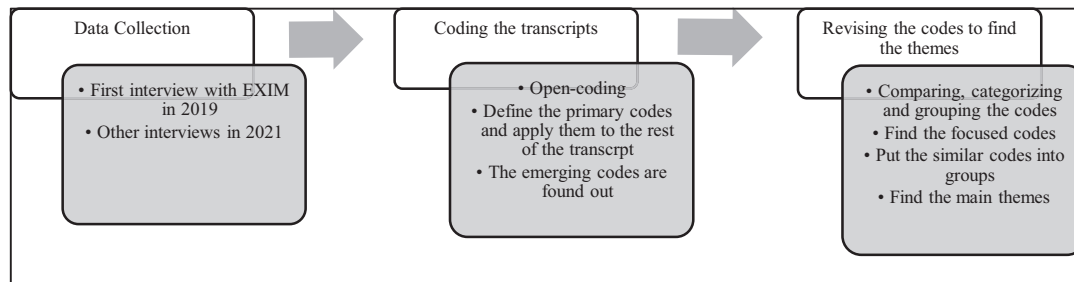 Data Collection
• First interview with EXIM
in 2019
• Other interviews in 2021
Coding the transcripts
• Open-coding
• Define the primary codes
and apply them to the rest
of the transcrpt
• The emerging codes are
found out
Revising the codes to find
the themes
• Comparing, categorizing
and grouping the codes
• Find the focused codes
• Put the similar codes into
groups
• Find the main themes